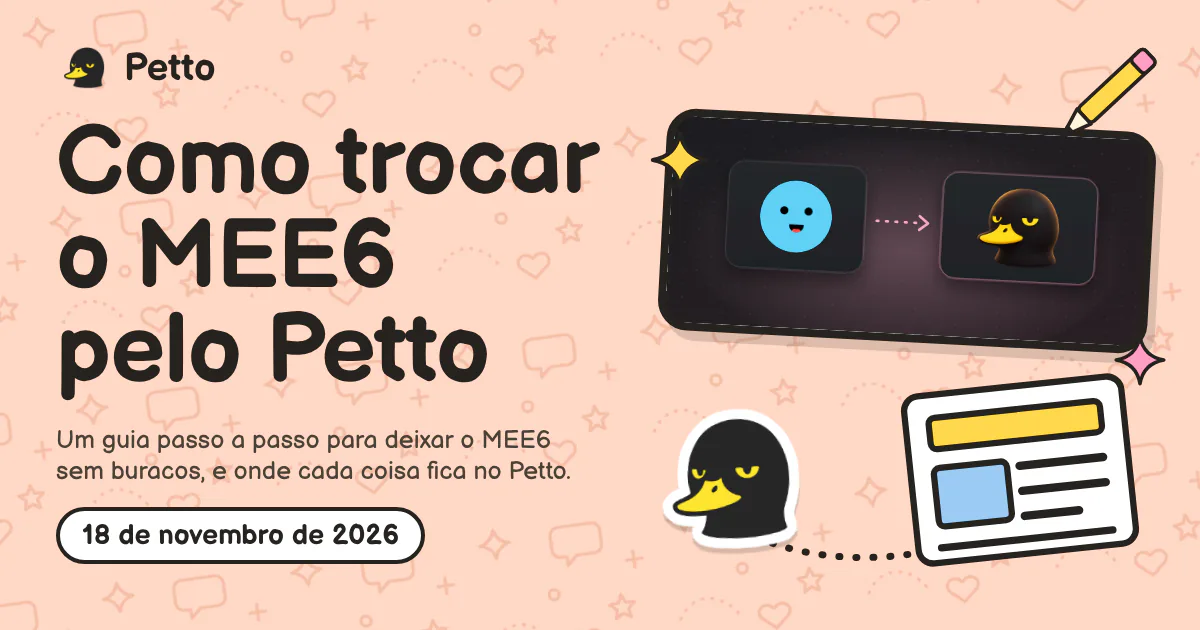 Petto
Como trocar
o MEE6
pelo Petto
Um guia passo a passo para deixar o MEE6
sem buracos, e onde cada coisa fica no Petto.
18 de novembro de 2026